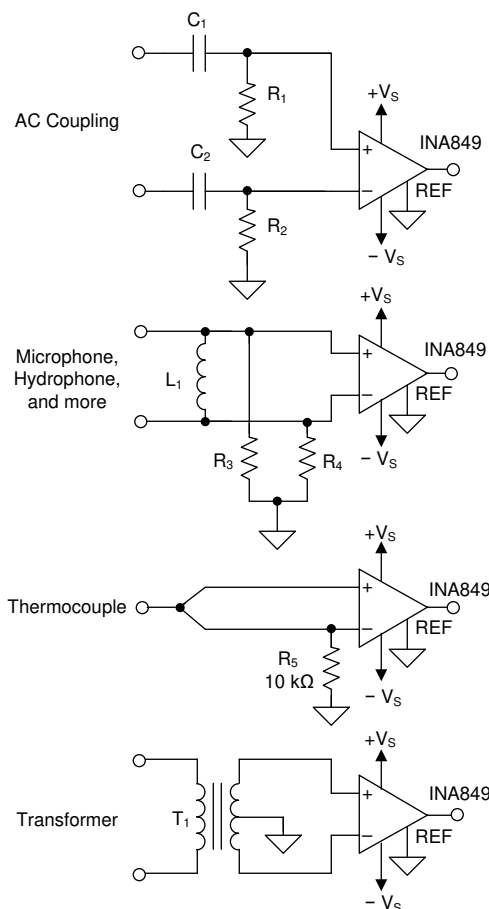 C1
R1
+VS
AC Coupling
INA849
+
−
REF
C2
R2
− VS
+VS
Microphone,
Hydrophone,
and more
L1
INA849
+
−
REF
R3
R4
− VS
+VS
Thermocouple
INA849
+
−
REF
R5
10 kΩ
− VS
+VS
Transformer
T1
INA849
+
−
REF
− VS